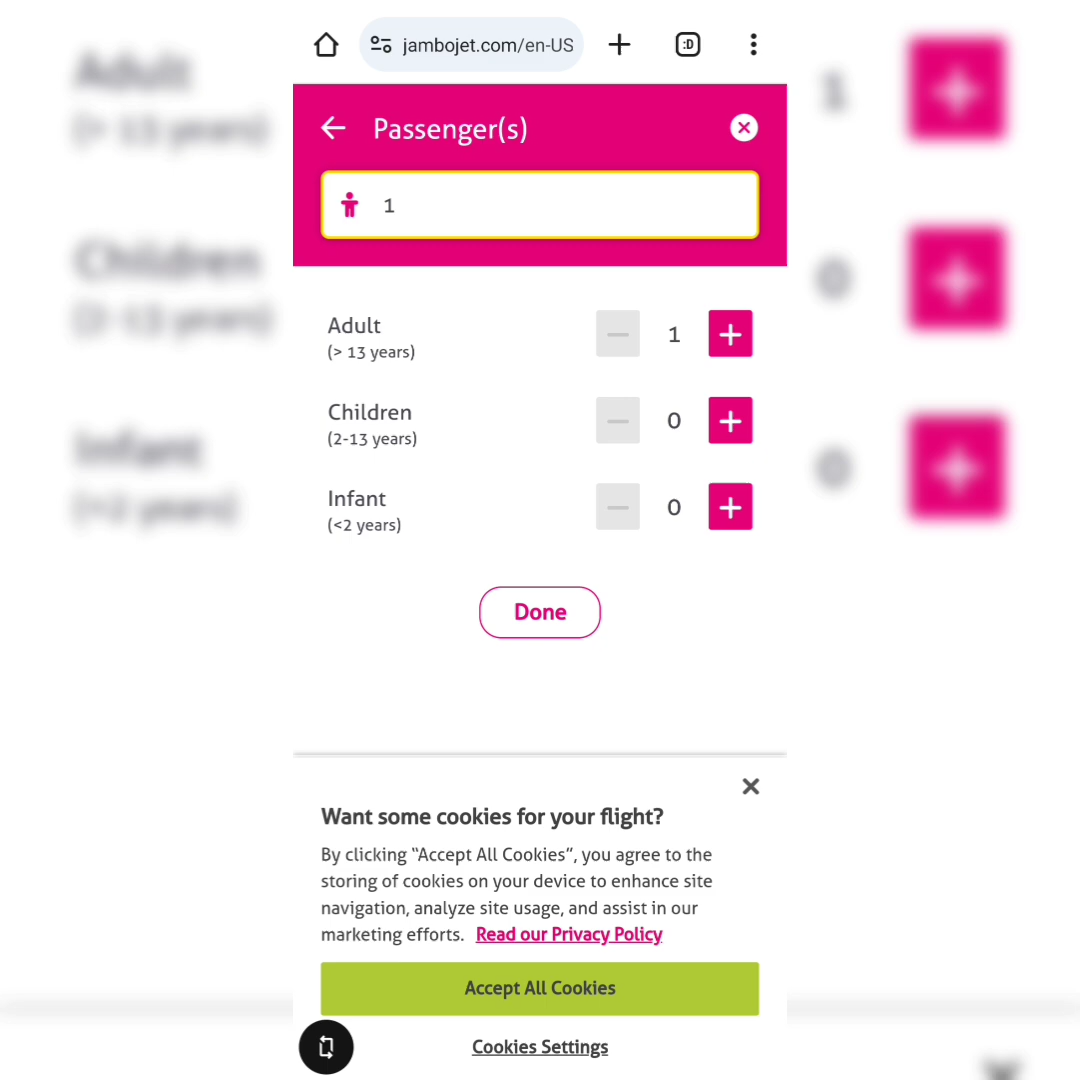 jambojet.com/en-US
:D
Passenger(s)
1
Adult
(> 13 years)
1
Children
(2-13 years)
0
Infant
(<2 years)
0
Done
Want some cookies for your flight?
By clicking “Accept All Cookies”, you agree to the
storing of cookies on your device to enhance site
navigation, analyze site usage, and assist in our
marketing efforts. Read our Privacy Policy
Accept All Cookies
Cookies Settings